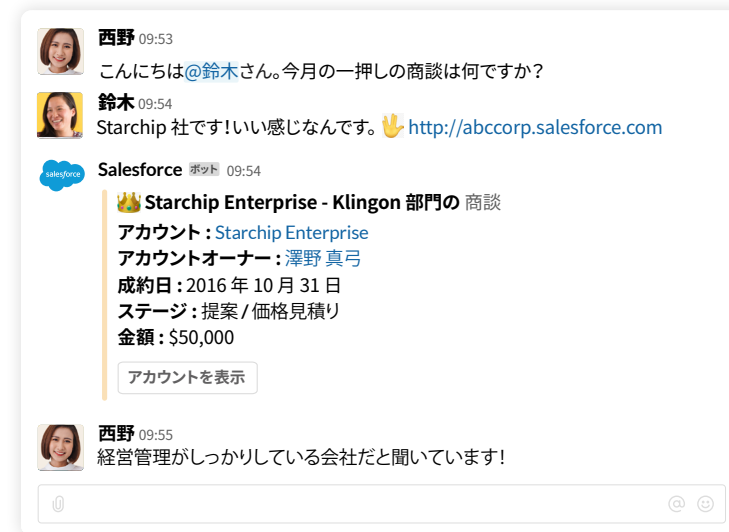 西野 09:53
こんにちは@鈴木さん。今月の一押しの商談は何ですか？
鈴木 09:54
Starchip 社です！いい感じなんです。🖖 http://abccorp.salesforce.com
salesforce
Salesforce ボット 09:54
👑 Starchip Enterprise - Klingon 部門の 商談
アカウント : Starchip Enterprise
アカウントオーナー : 澤野 真弓
成約日 : 2016 年 10 月 31 日
ステージ : 提案 / 価格見積り
金額 : $50,000
アカウントを表示
西野 09:55
経営管理がしっかりしている会社だと聞いています！
@